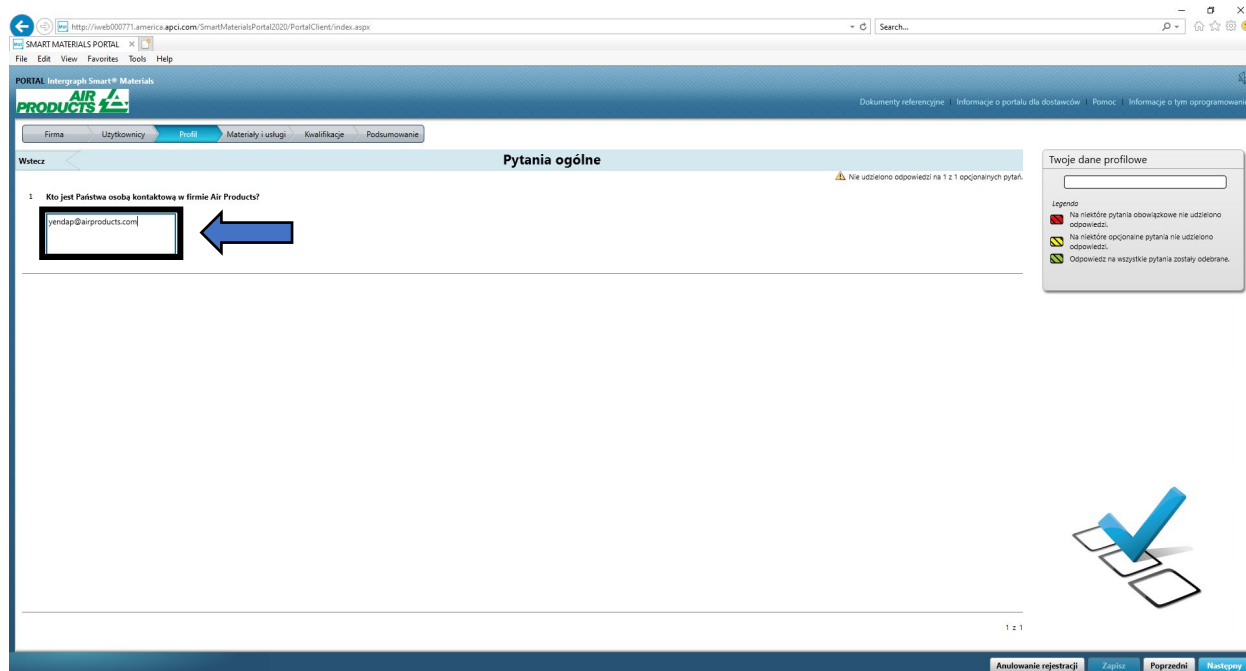 http://iweb000771.america.apci.com/SmartMaterialsPortal2020/PortalClient/index.aspx
Search...
SMART MATERIALS PORTAL
File Edit View Favorites Tools Help
PORTAL Intergraph Smart® Materials
AIR PRODUCTS
Dokumenty referencyjne | Informacje o portalu dla dostawców | Pomoc | Informacje o tym oprogramowanie
Firma Uzytkownicy Profil Materiały i usługi Kwalifikacje Podsumowanie
Wstecz
Pytania ogólne
Nie udzielono odpowiedzi na 1 z 1 opcjonalnych pytań.
1 Kto jest Państwa osobą kontaktową w firmie Air Products?
yendap@airproducts.com
Twoje dane profilowe
Legenda
Na niektóre pytania obowiązkowe nie udzielono
odpowiedzi.
Na niektóre opcjonalne pytania nie udzielono
odpowiedzi.
Odpowiedz na wszystkie pytania zostały odebrane.
1 z 1
Anulowanie rejestracji Zapisz Poprzedni Następny